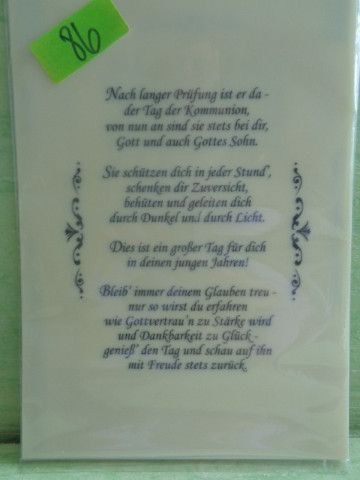 86
Nach langer Prüfung ist er da -
der Tag der Kommunion,
von nun an sind sie stets bei dir,
Gott und auch Gottes Sohn.
Sie schützen dich in jeder Stund',
schenken dir Zuversicht,
behüten und geleiten dich
durch Dunkel und durch Licht.
Dies ist ein großer Tag für dich
in deinen jungen Jahren!
Bleib' immer deinem Glauben treu -
nur so wirst du erfahren
wie Gottvertrau'n zu Stärke wird
und Dankbarkeit zu Glück -
genieß' den Tag und schau auf ihn
mit Freude stets zurück.